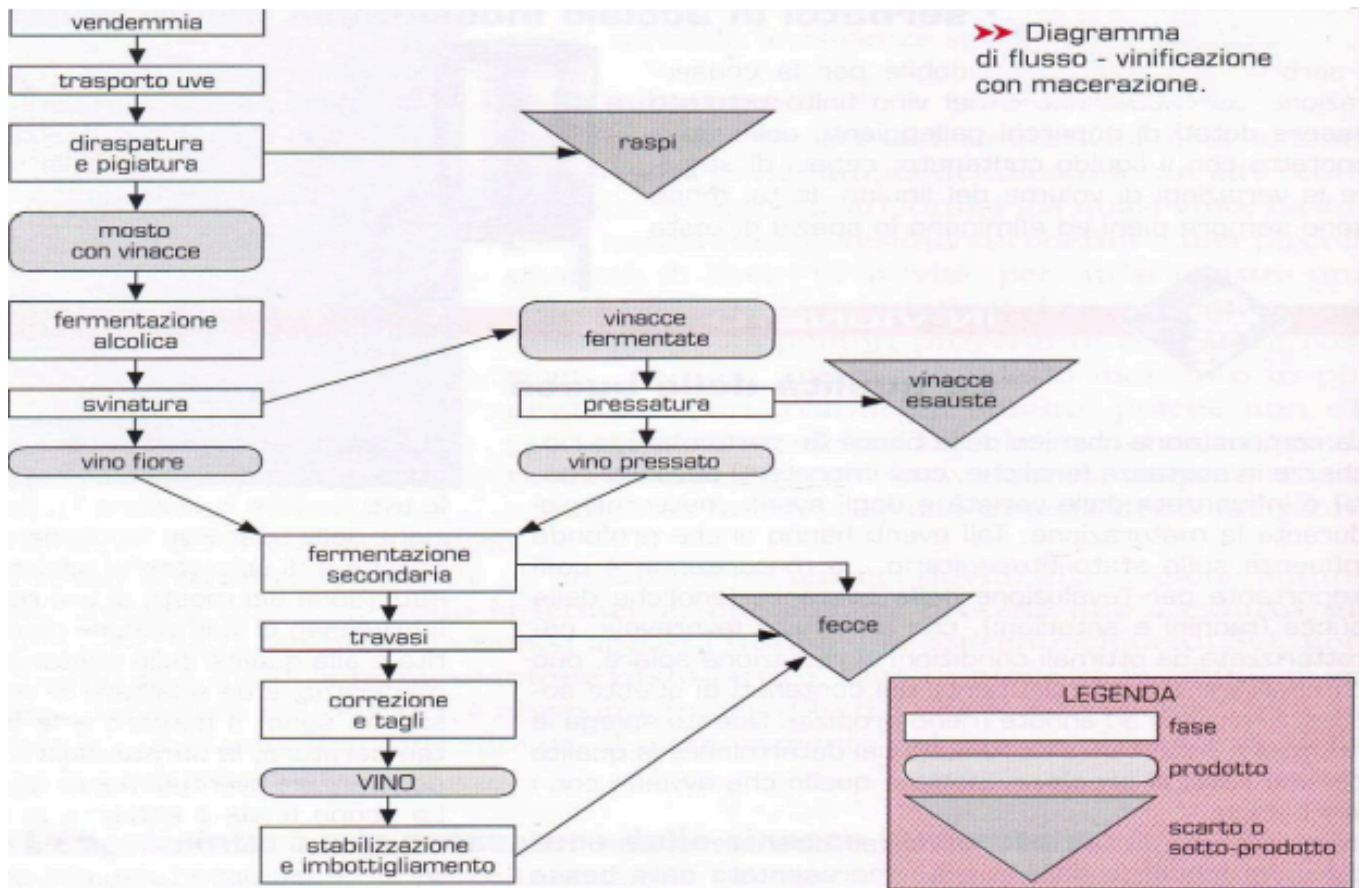 vendemmia
trasporto uve
diraspatura
e pigiatura
mosto
con vinacce
fermentazione
alcolica
svinatura
vino fiore
>> Diagramma
di flusso - vinificazione
con macerazione.
raspi
vinacce
fermentate
pressatura
vinacce
esauste
vino pressato
fermentazione
secondaria
travasi
fecce
correzione
e tagli
VINO
stabilizzazione
e imbottigliamento
LEGENDA
fase
prodotto
scarto o
sotto-prodotto